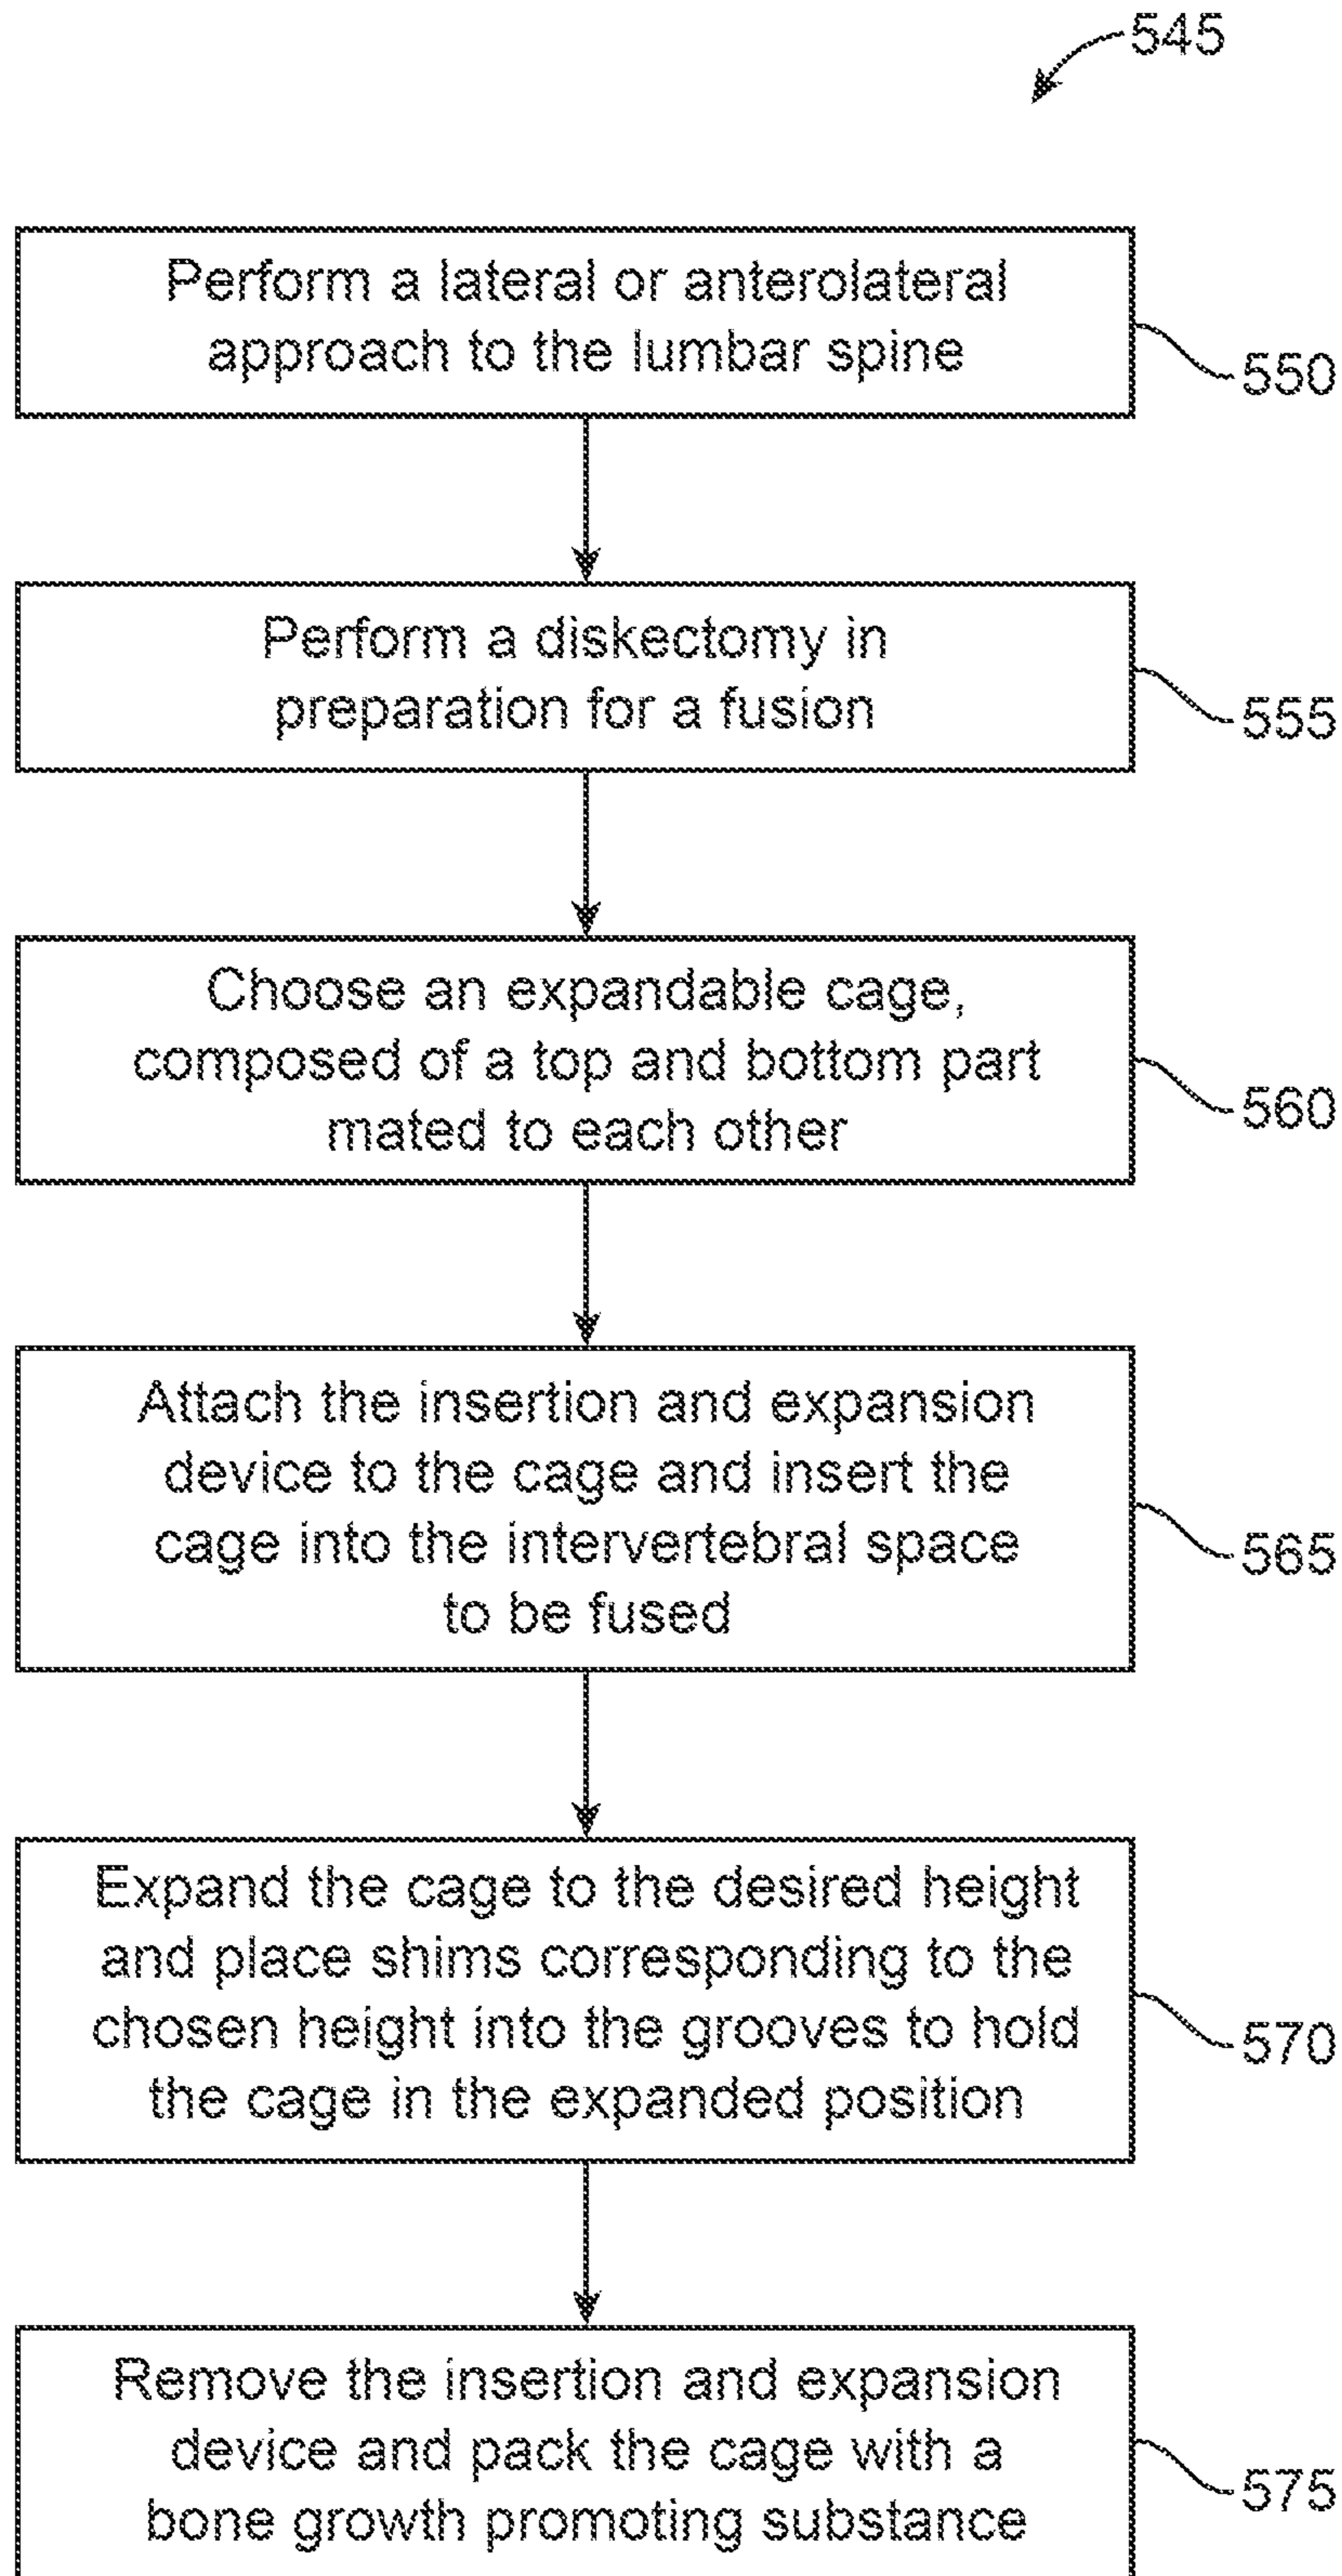 545
Perform a lateral or anterolateral
approach to the lumbar spine
550
Perform a diskectomy in
preparation for a fusion
555
Choose an expandable cage,
composed of a top and bottom part
mated to each other
560
Attach the insertion and expansion
device to the cage and insert the
cage into the intervertebral space
to be fused
565
Expand the cage to the desired height
and place shims corresponding to the
chosen height into the grooves to hold
the cage in the expanded position
570
Remove the insertion and expansion
device and pack the cage with a
bone growth promoting substance
575